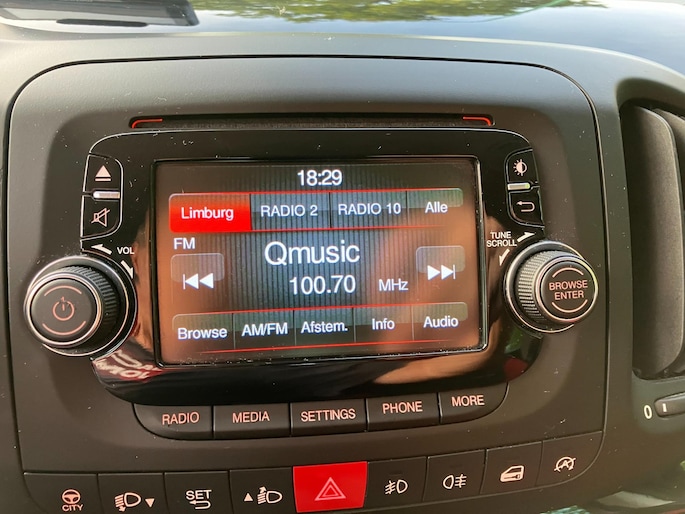 18:29
Limburg RADIO 2 RADIO 10 Alle
FM
VOL
TUNE
SCROLL
Qmusic
100.70 MHz
BROWSE
ENTER
Browse AM/FM Afstem. Info Audio
RADIO MEDIA SETTINGS PHONE MORE
0
CITY SET